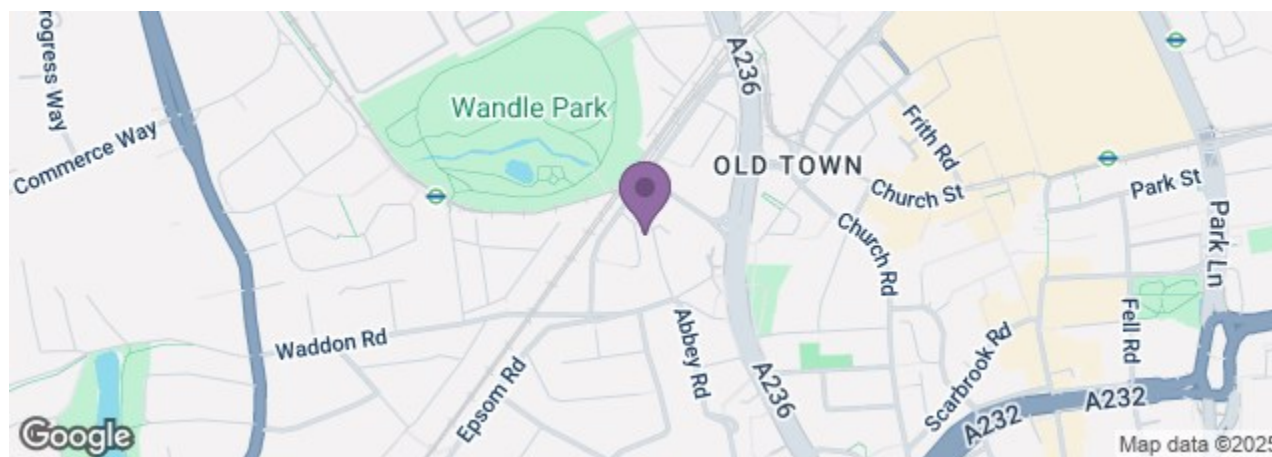 rogress Way
Commerce Way
Wandle Park
A236
OLD TOWN
Frith Rd
Church St
Park St
Church Rd
Park Ln
Waddon Rd
Epsom Rd
Abbey Rd
A236
Scarbrook Rd
Fell Rd
A232
A232
Google
Map data ©2025